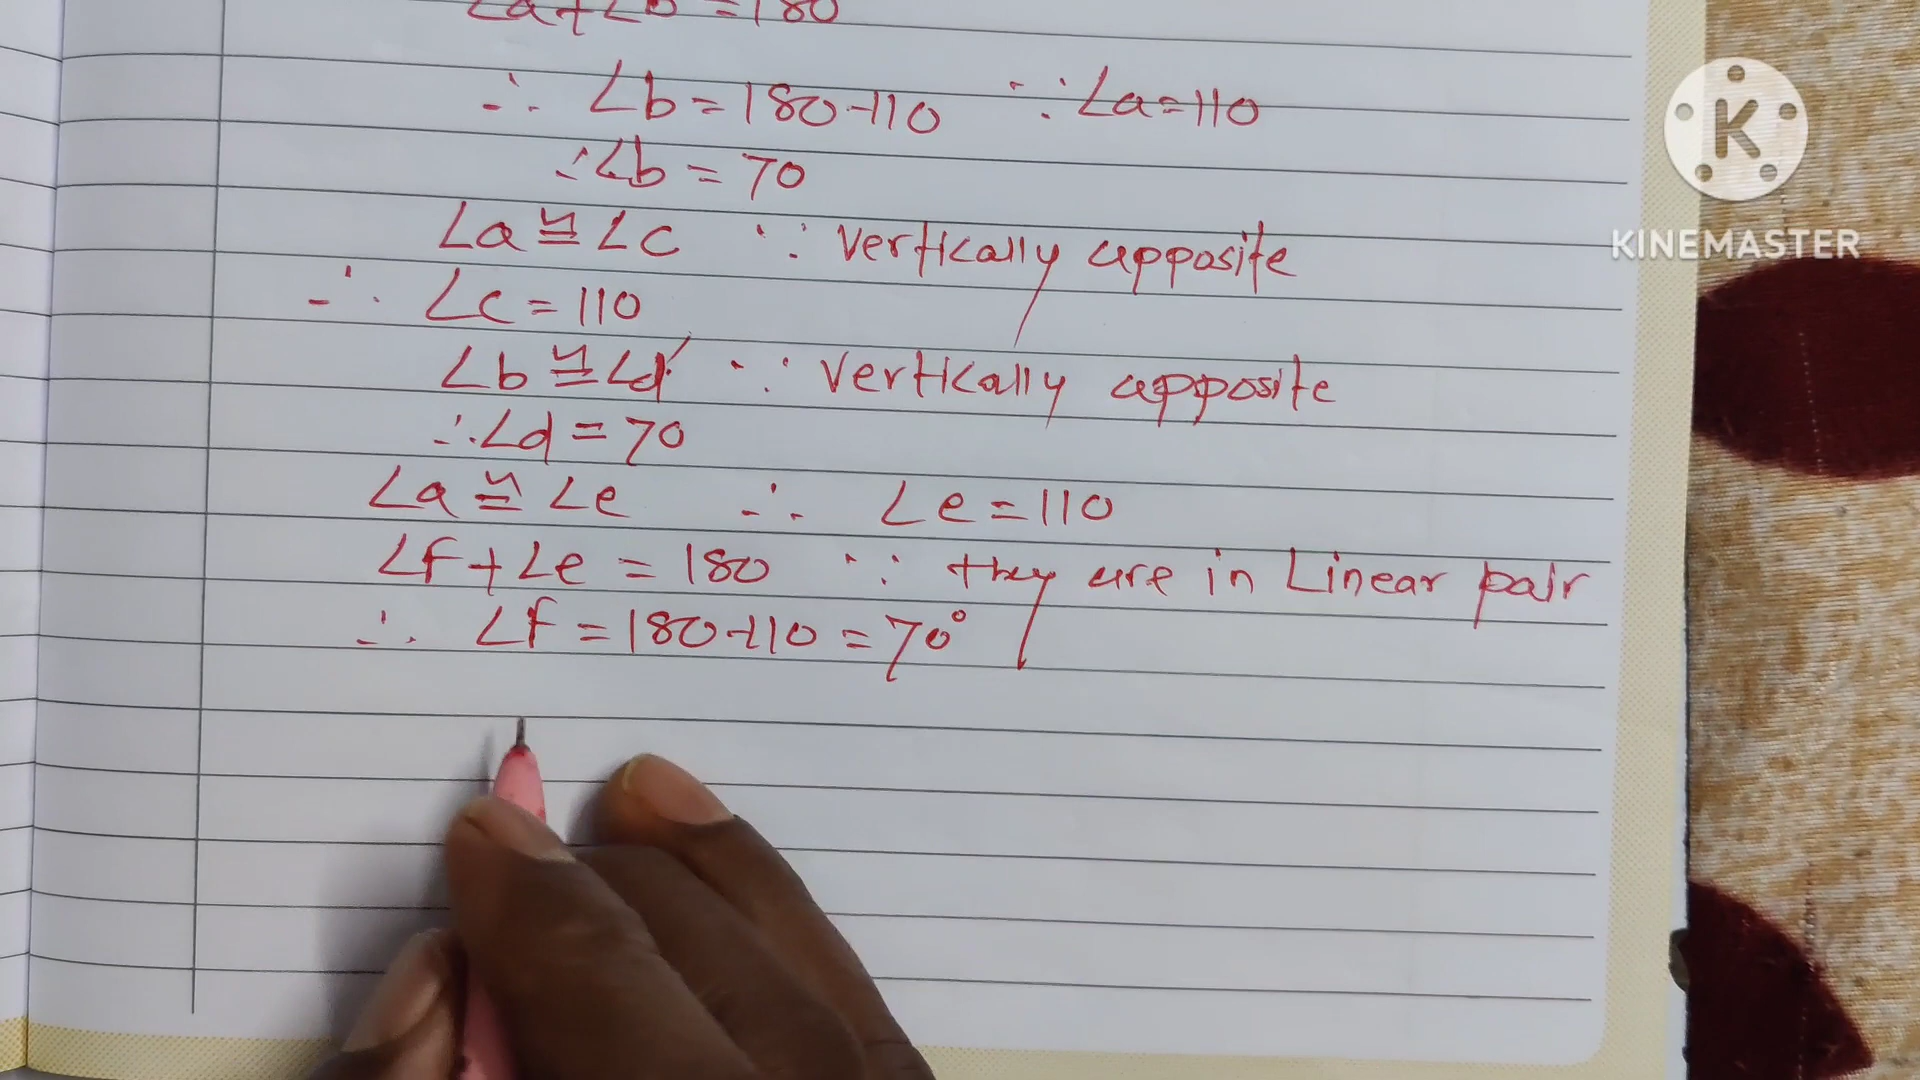 ∠a+∠b=180
∴ ∠b=180-110 ∵∠a=110
∴∠b = 70
∠a≅∠c ∵ vertically apposite
∴ ∠c=110
∠b≅∠d ∵ vertically apposite
∴∠d=70
∠a≅∠e ∴ ∠e=110
∠f+∠e=180 ∵ they are in Linear pair
∴ ∠f=180-110=70°
K
KINEMASTER